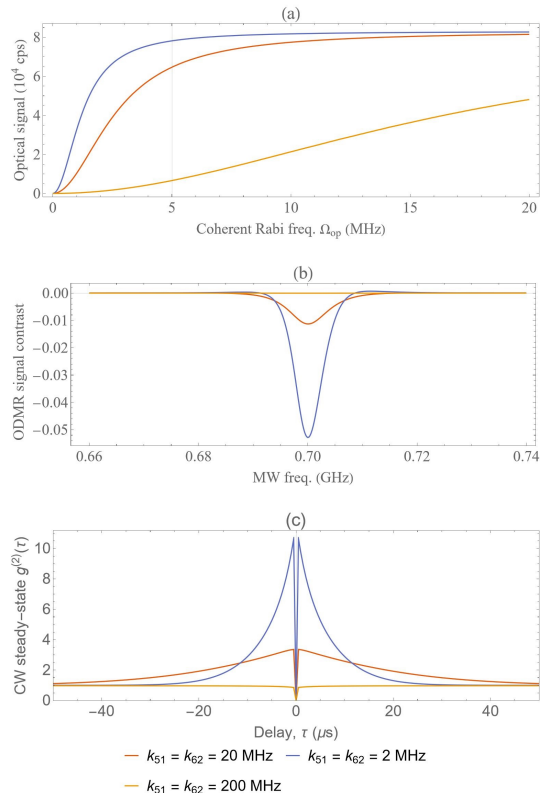 (a)
Optical signal (10⁴ cps)
8
6
4
2
0
0 5 10 15 20
Coherent Rabi freq. Ωop (MHz)
(b)
ODMR signal contrast
0.00
−0.01
−0.02
−0.03
−0.04
−0.05
0.66 0.68 0.70 0.72 0.74
MW freq. (GHz)
(c)
CW steady−state g⁽²⁾(τ)
10
8
6
4
2
0
−40 −20 0 20 40
Delay, τ (μs)
k₅₁ = k₆₂ = 20 MHz k₅₁ = k₆₂ = 2 MHz
k₅₁ = k₆₂ = 200 MHz